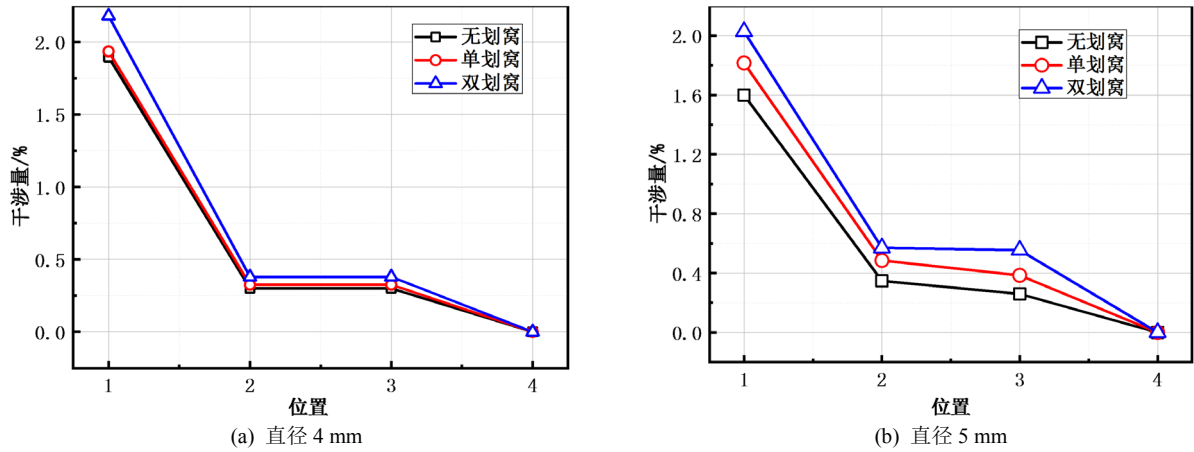 无划窝
单划窝
双划窝
干涉量/%
2.0
1.5
1.0
0.5
0.0
1 2 3 4
位置
(a) 直径 4 mm
无划窝
单划窝
双划窝
干涉量/%
2.0
1.6
1.2
0.8
0.4
0.0
1 2 3 4
位置
(b) 直径 5 mm